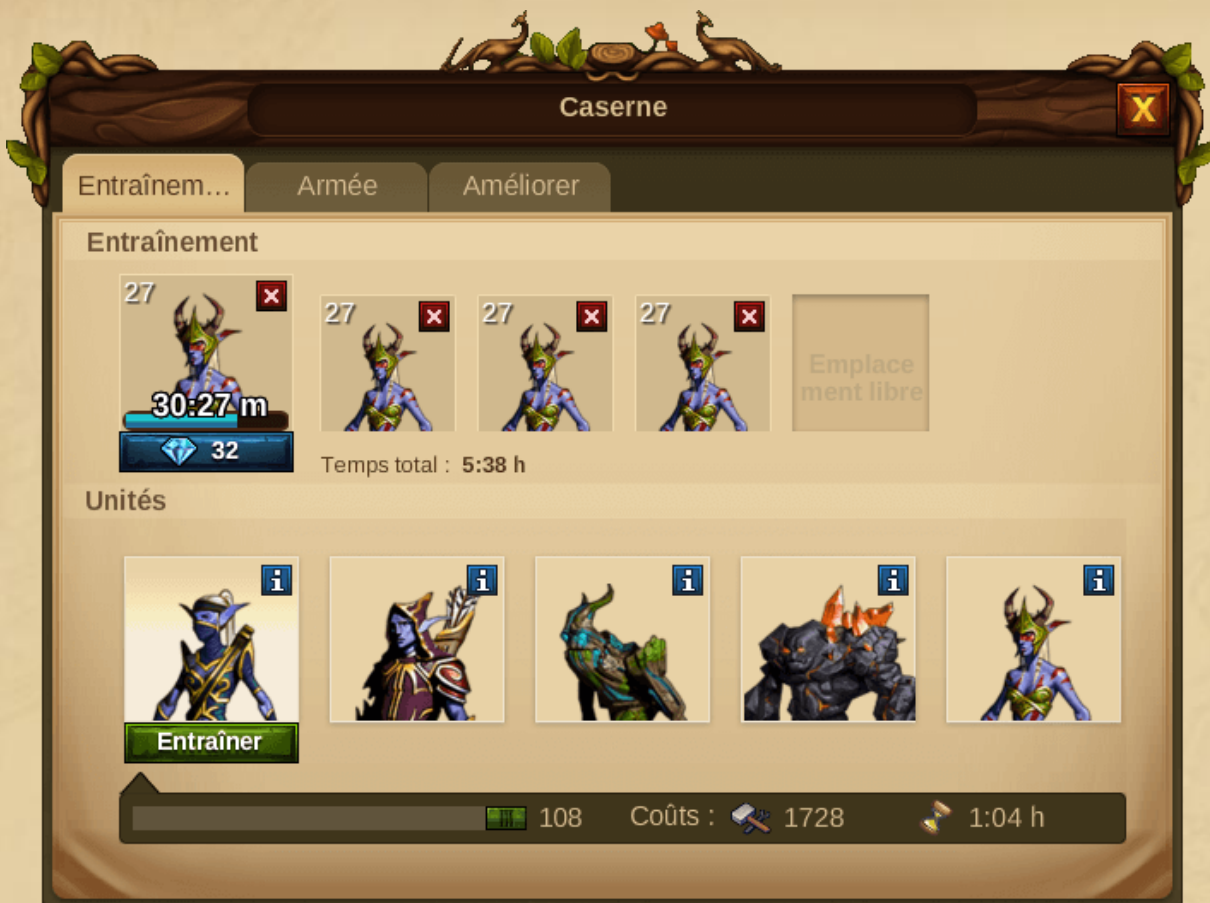 Caserne
X
Entraînem...
Armée
Améliorer
Entraînement
27
27
27
27
30:27 m
32
Emplace
ment libre
Temps total : 5:38 h
Unités
i
i
i
i
i
Entraîner
108
Coûts :
1728
1:04 h